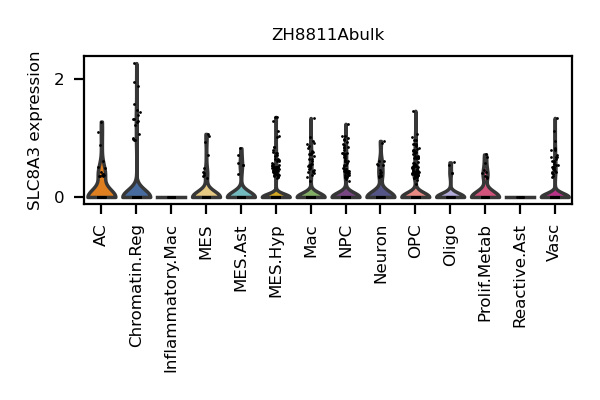 ZH8811Abulk
SLC8A3 expression
2
0
AC
Chromatin.Reg
Inflammatory.Mac
MES
MES.Ast
MES.Hyp
Mac
NPC
Neuron
OPC
Oligo
Prolif.Metab
Reactive.Ast
Vasc